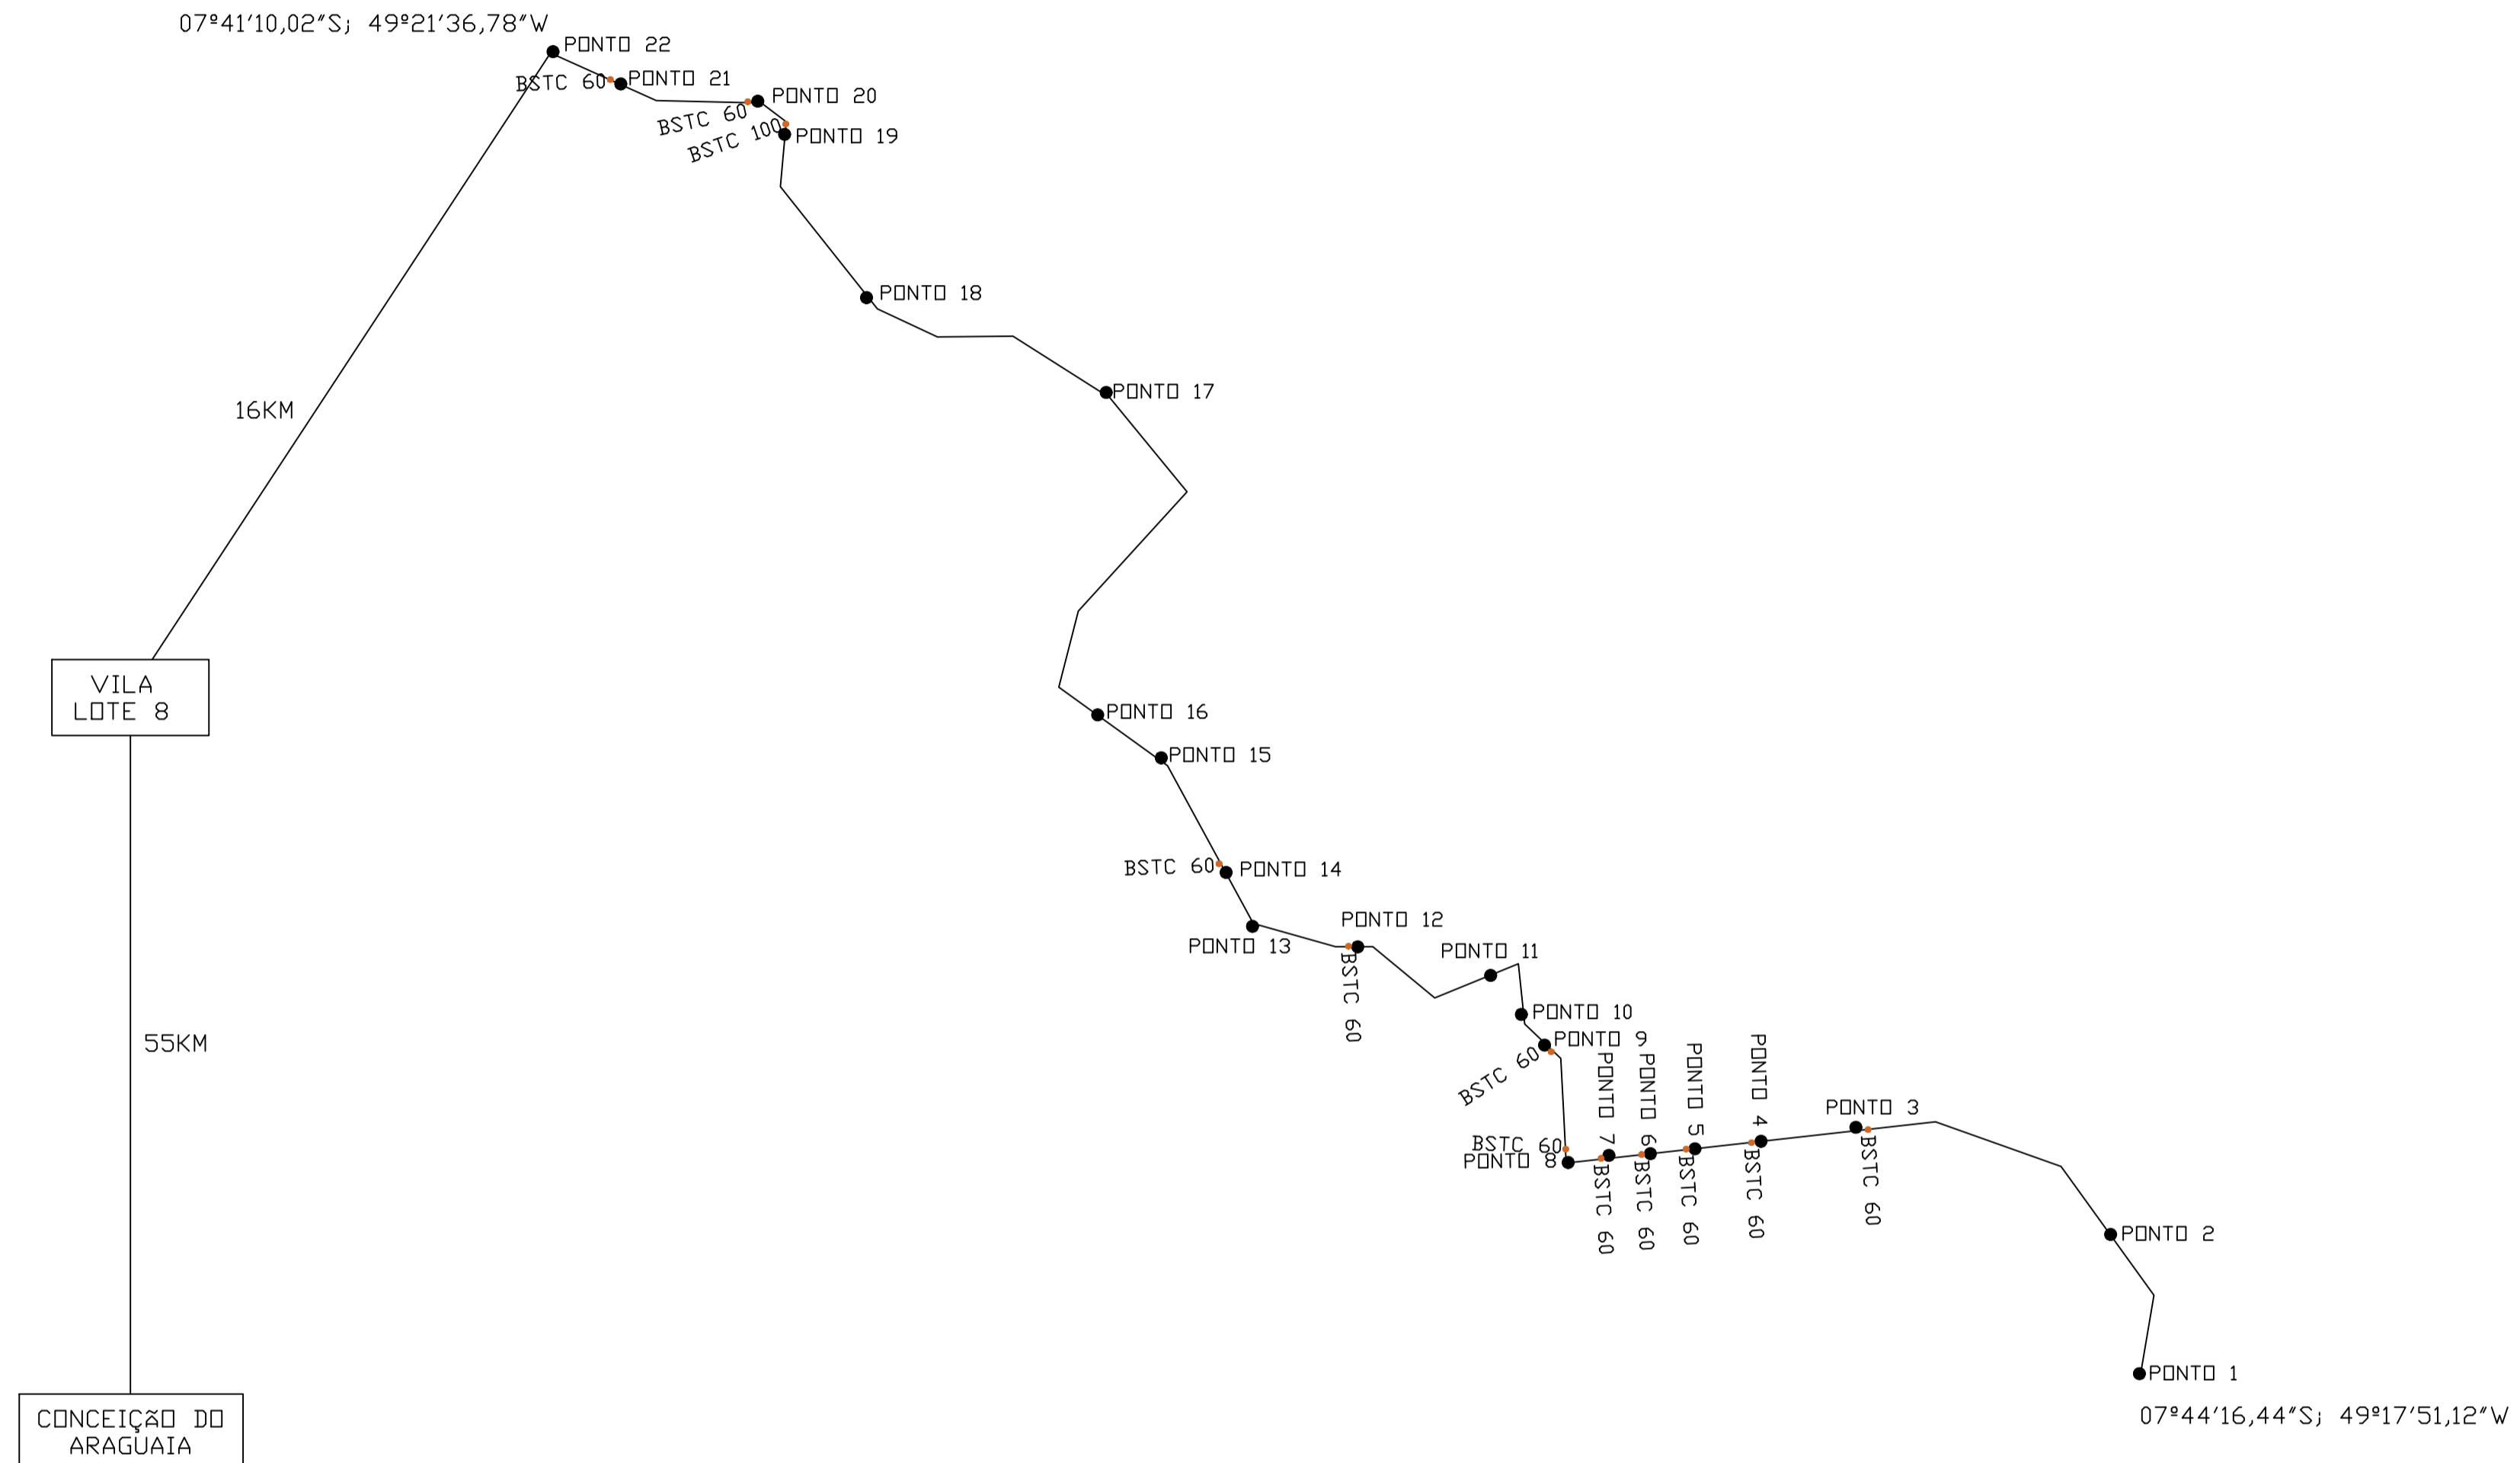 07º41'10,02"S; 49º21'36,78"W
PONTO 22
BSTC 60
PONTO 21
BSTC 60
PONTO 20
BSTC 100
PONTO 19
PONTO 18
PONTO 17
16KM
VILA
LOTE 8
PONTO 16
PONTO 15
BSTC 60
PONTO 14
PONTO 12
PONTO 13
BSTC 60
PONTO 11
PONTO 10
PONTO 9
BSTC 60
55KM
BSTC 60
PONTO 8
PONTO 7
BSTC 60
PONTO 6
BSTC 60
PONTO 5
BSTC 60
PONTO 4
BSTC 60
PONTO 3
BSTC 60
PONTO 2
PONTO 1
07º44'16,44"S; 49º17'51,12"W
CONCEIÇÃO DO
ARAGUAIA